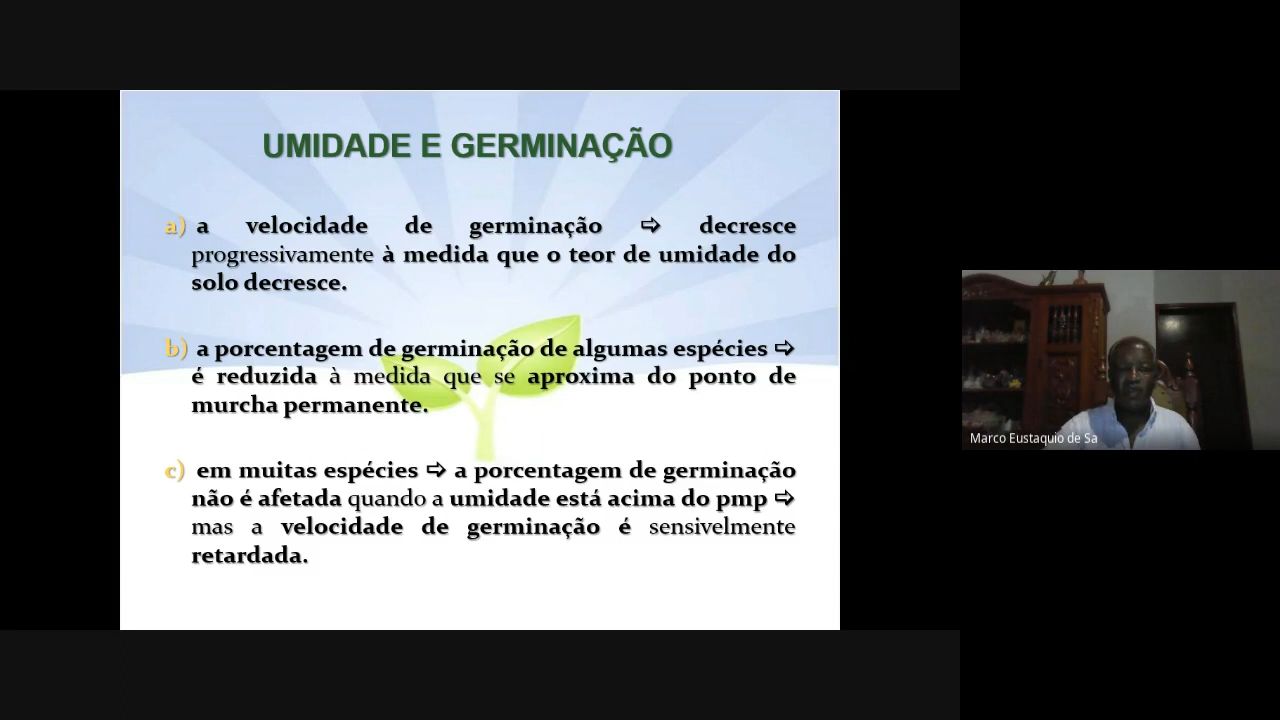 UMIDADE E GERMINAÇÃO
a) a velocidade de germinação ⇨ decresce
progressivamente à medida que o teor de umidade do
solo decresce.
b) a porcentagem de germinação de algumas espécies ⇨
é reduzida à medida que se aproxima do ponto de
murcha permanente.
c) em muitas espécies ⇨ a porcentagem de germinação
não é afetada quando a umidade está acima do pmp ⇨
mas a velocidade de germinação é sensivelmente
retardada.
Marco Eustaquio de Sa